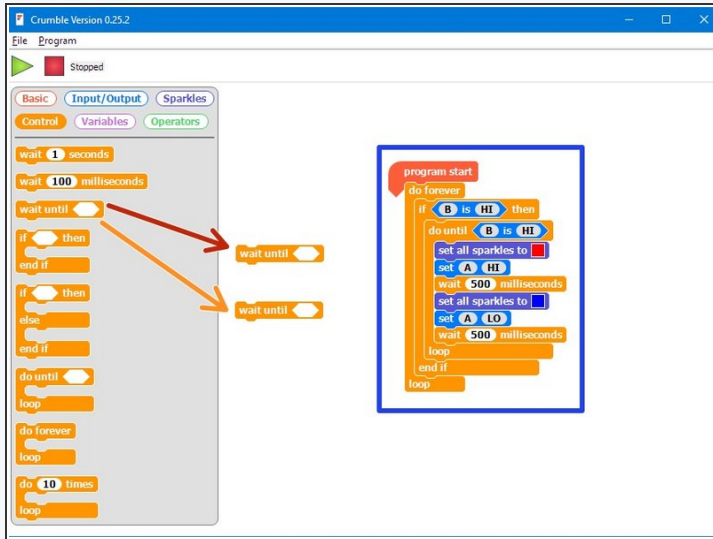 Crumble Version 0.25.2
File Program
Stopped
Basic Input/Output Sparkles
Control Variables Operators
wait 1 seconds
wait 100 milliseconds
wait until
if then
end if
if then
else
end if
do until
loop
do forever
loop
do 10 times
loop
wait until
wait until
program start
do forever
if B is HI then
do until B is HI
set all sparkles to
set A HI
wait 500 milliseconds
set all sparkles to
set A LO
wait 500 milliseconds
loop
end if
loop